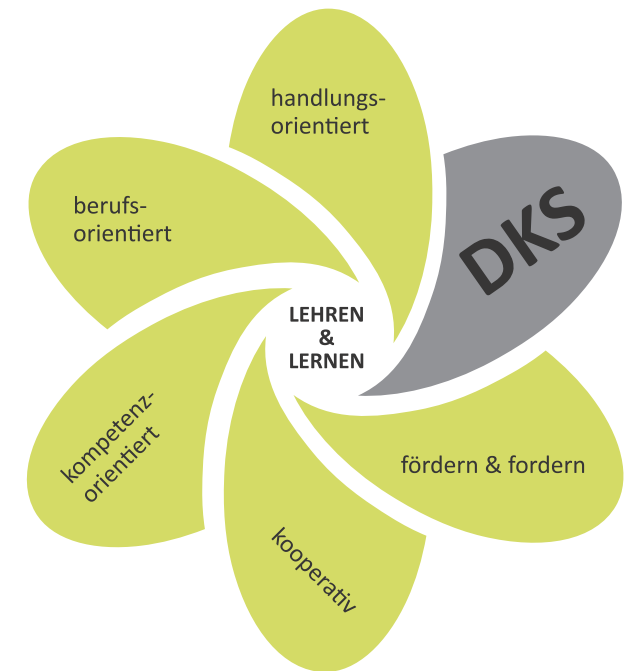 handlungs-
orientiert
DKS
berufs-
orientiert
LEHREN
&
LERNEN
kompetenz-
orientiert
fördern & fordern
kooperativ